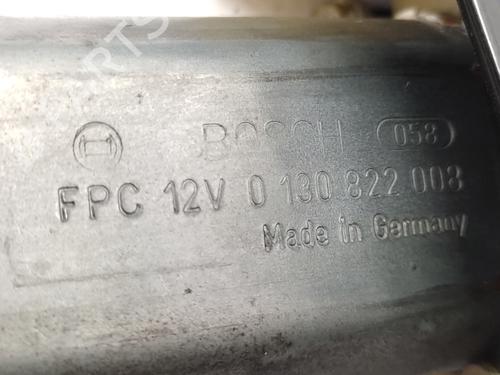 BOSCH 058
FPC 12V 0 130 822 008
Made in Germany